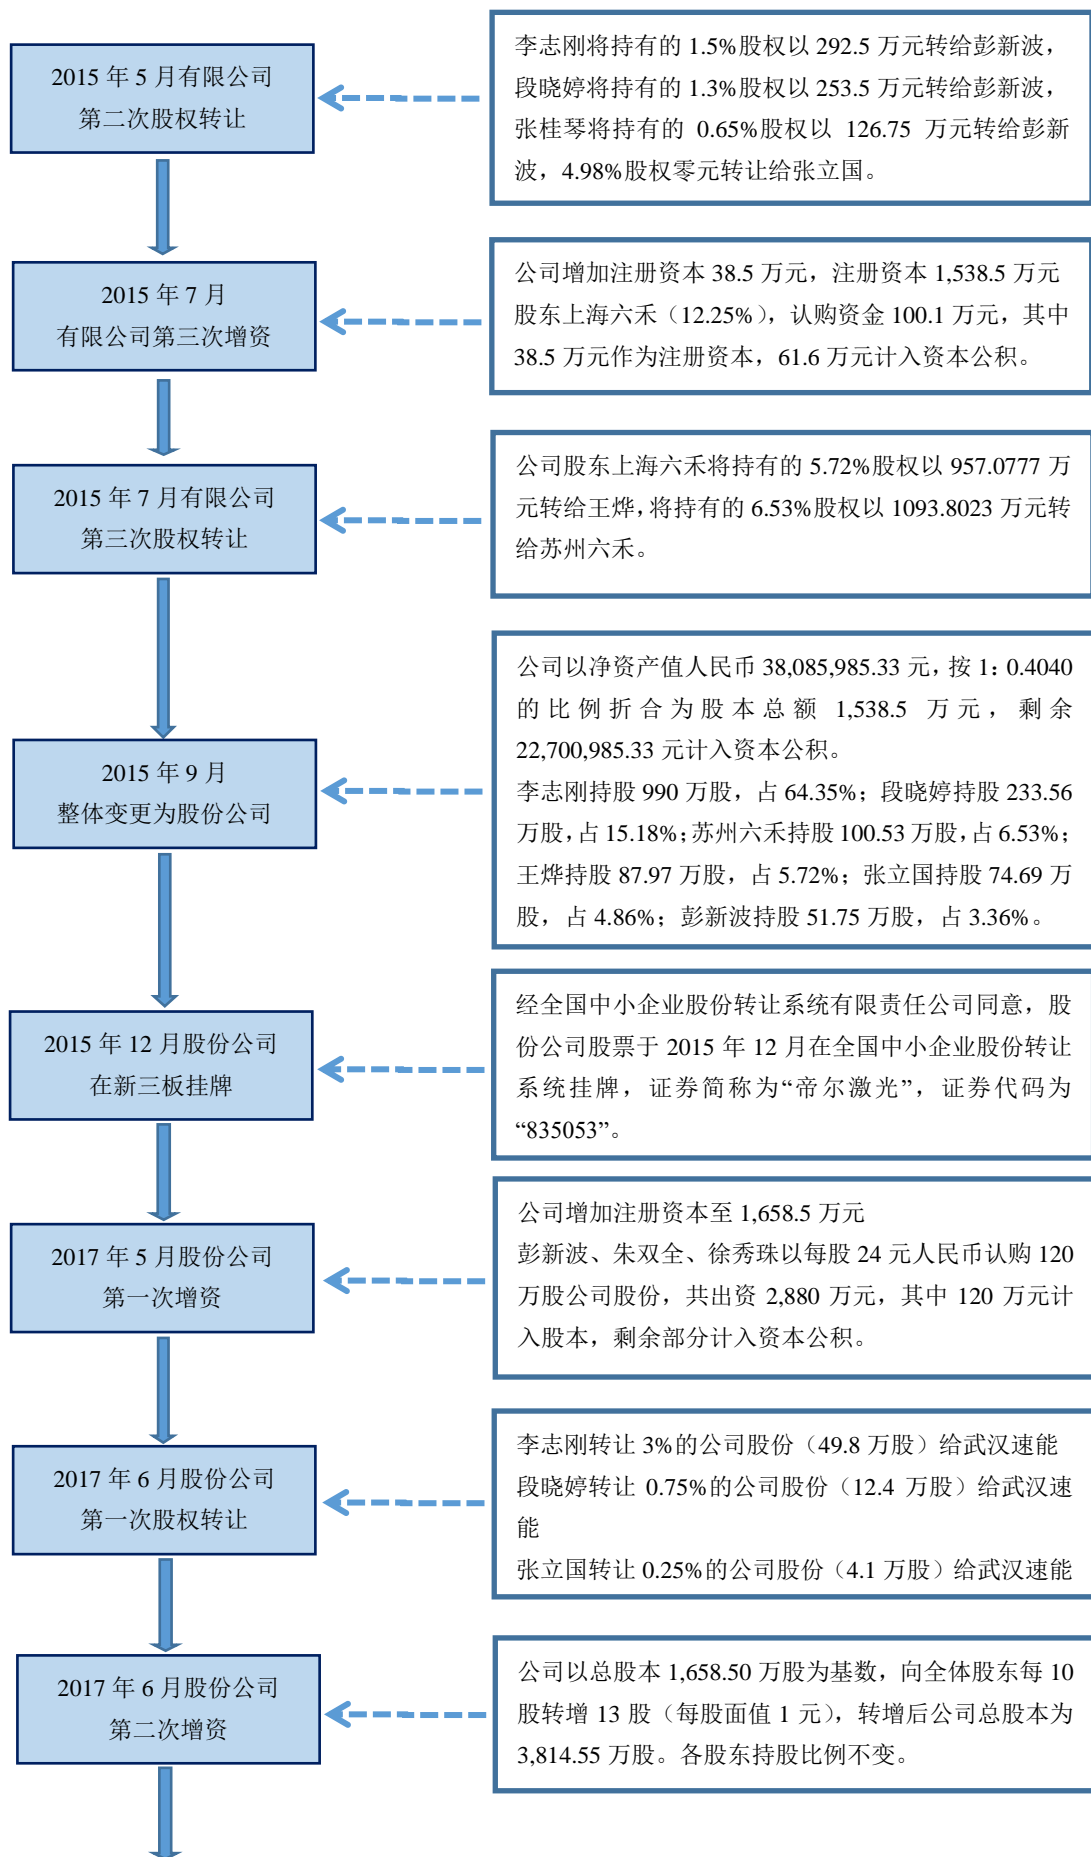 2015 年 5 月有限公司
第二次股权转让
李志刚将持有的 1.5%股权以 292.5 万元转给彭新波，
段晓婷将持有的 1.3%股权以 253.5 万元转给彭新波，
张桂琴将持有的 0.65%股权以 126.75 万元转给彭新
波，4.98%股权零元转让给张立国。
2015 年 7 月
有限公司第三次增资
公司增加注册资本 38.5 万元，注册资本 1,538.5 万元
股东上海六禾（12.25%），认购资金 100.1 万元，其中
38.5 万元作为注册资本，61.6 万元计入资本公积。
2015 年 7 月有限公司
第三次股权转让
公司股东上海六禾将持有的 5.72%股权以 957.0777 万
元转给王烨，将持有的 6.53%股权以 1093.8023 万元转
给苏州六禾。
2015 年 9 月
整体变更为股份公司
公司以净资产值人民币 38,085,985.33 元，按 1：0.4040
的比例折合为股本总额 1,538.5 万元，剩余
22,700,985.33 元计入资本公积。
李志刚持股 990 万股，占 64.35%；段晓婷持股 233.56
万股，占 15.18%；苏州六禾持股 100.53 万股，占 6.53%；
王烨持股 87.97 万股，占 5.72%；张立国持股 74.69 万
股，占 4.86%；彭新波持股 51.75 万股，占 3.36%。
2015 年 12 月股份公司
在新三板挂牌
经全国中小企业股份转让系统有限责任公司同意，股
份公司股票于 2015 年 12 月在全国中小企业股份转让
系统挂牌，证券简称为“帝尔激光”，证券代码为
“835053”。
2017 年 5 月股份公司
第一次增资
公司增加注册资本至 1,658.5 万元
彭新波、朱双全、徐秀珠以每股 24 元人民币认购 120
万股公司股份，共出资 2,880 万元，其中 120 万元计
入股本，剩余部分计入资本公积。
2017 年 6 月股份公司
第一次股权转让
李志刚转让 3%的公司股份（49.8 万股）给武汉速能
段晓婷转让 0.75%的公司股份（12.4 万股）给武汉速
能
张立国转让 0.25%的公司股份（4.1 万股）给武汉速能
2017 年 6 月股份公司
第二次增资
公司以总股本 1,658.50 万股为基数，向全体股东每 10
股转增 13 股（每股面值 1 元），转增后公司总股本为
3,814.55 万股。各股东持股比例不变。